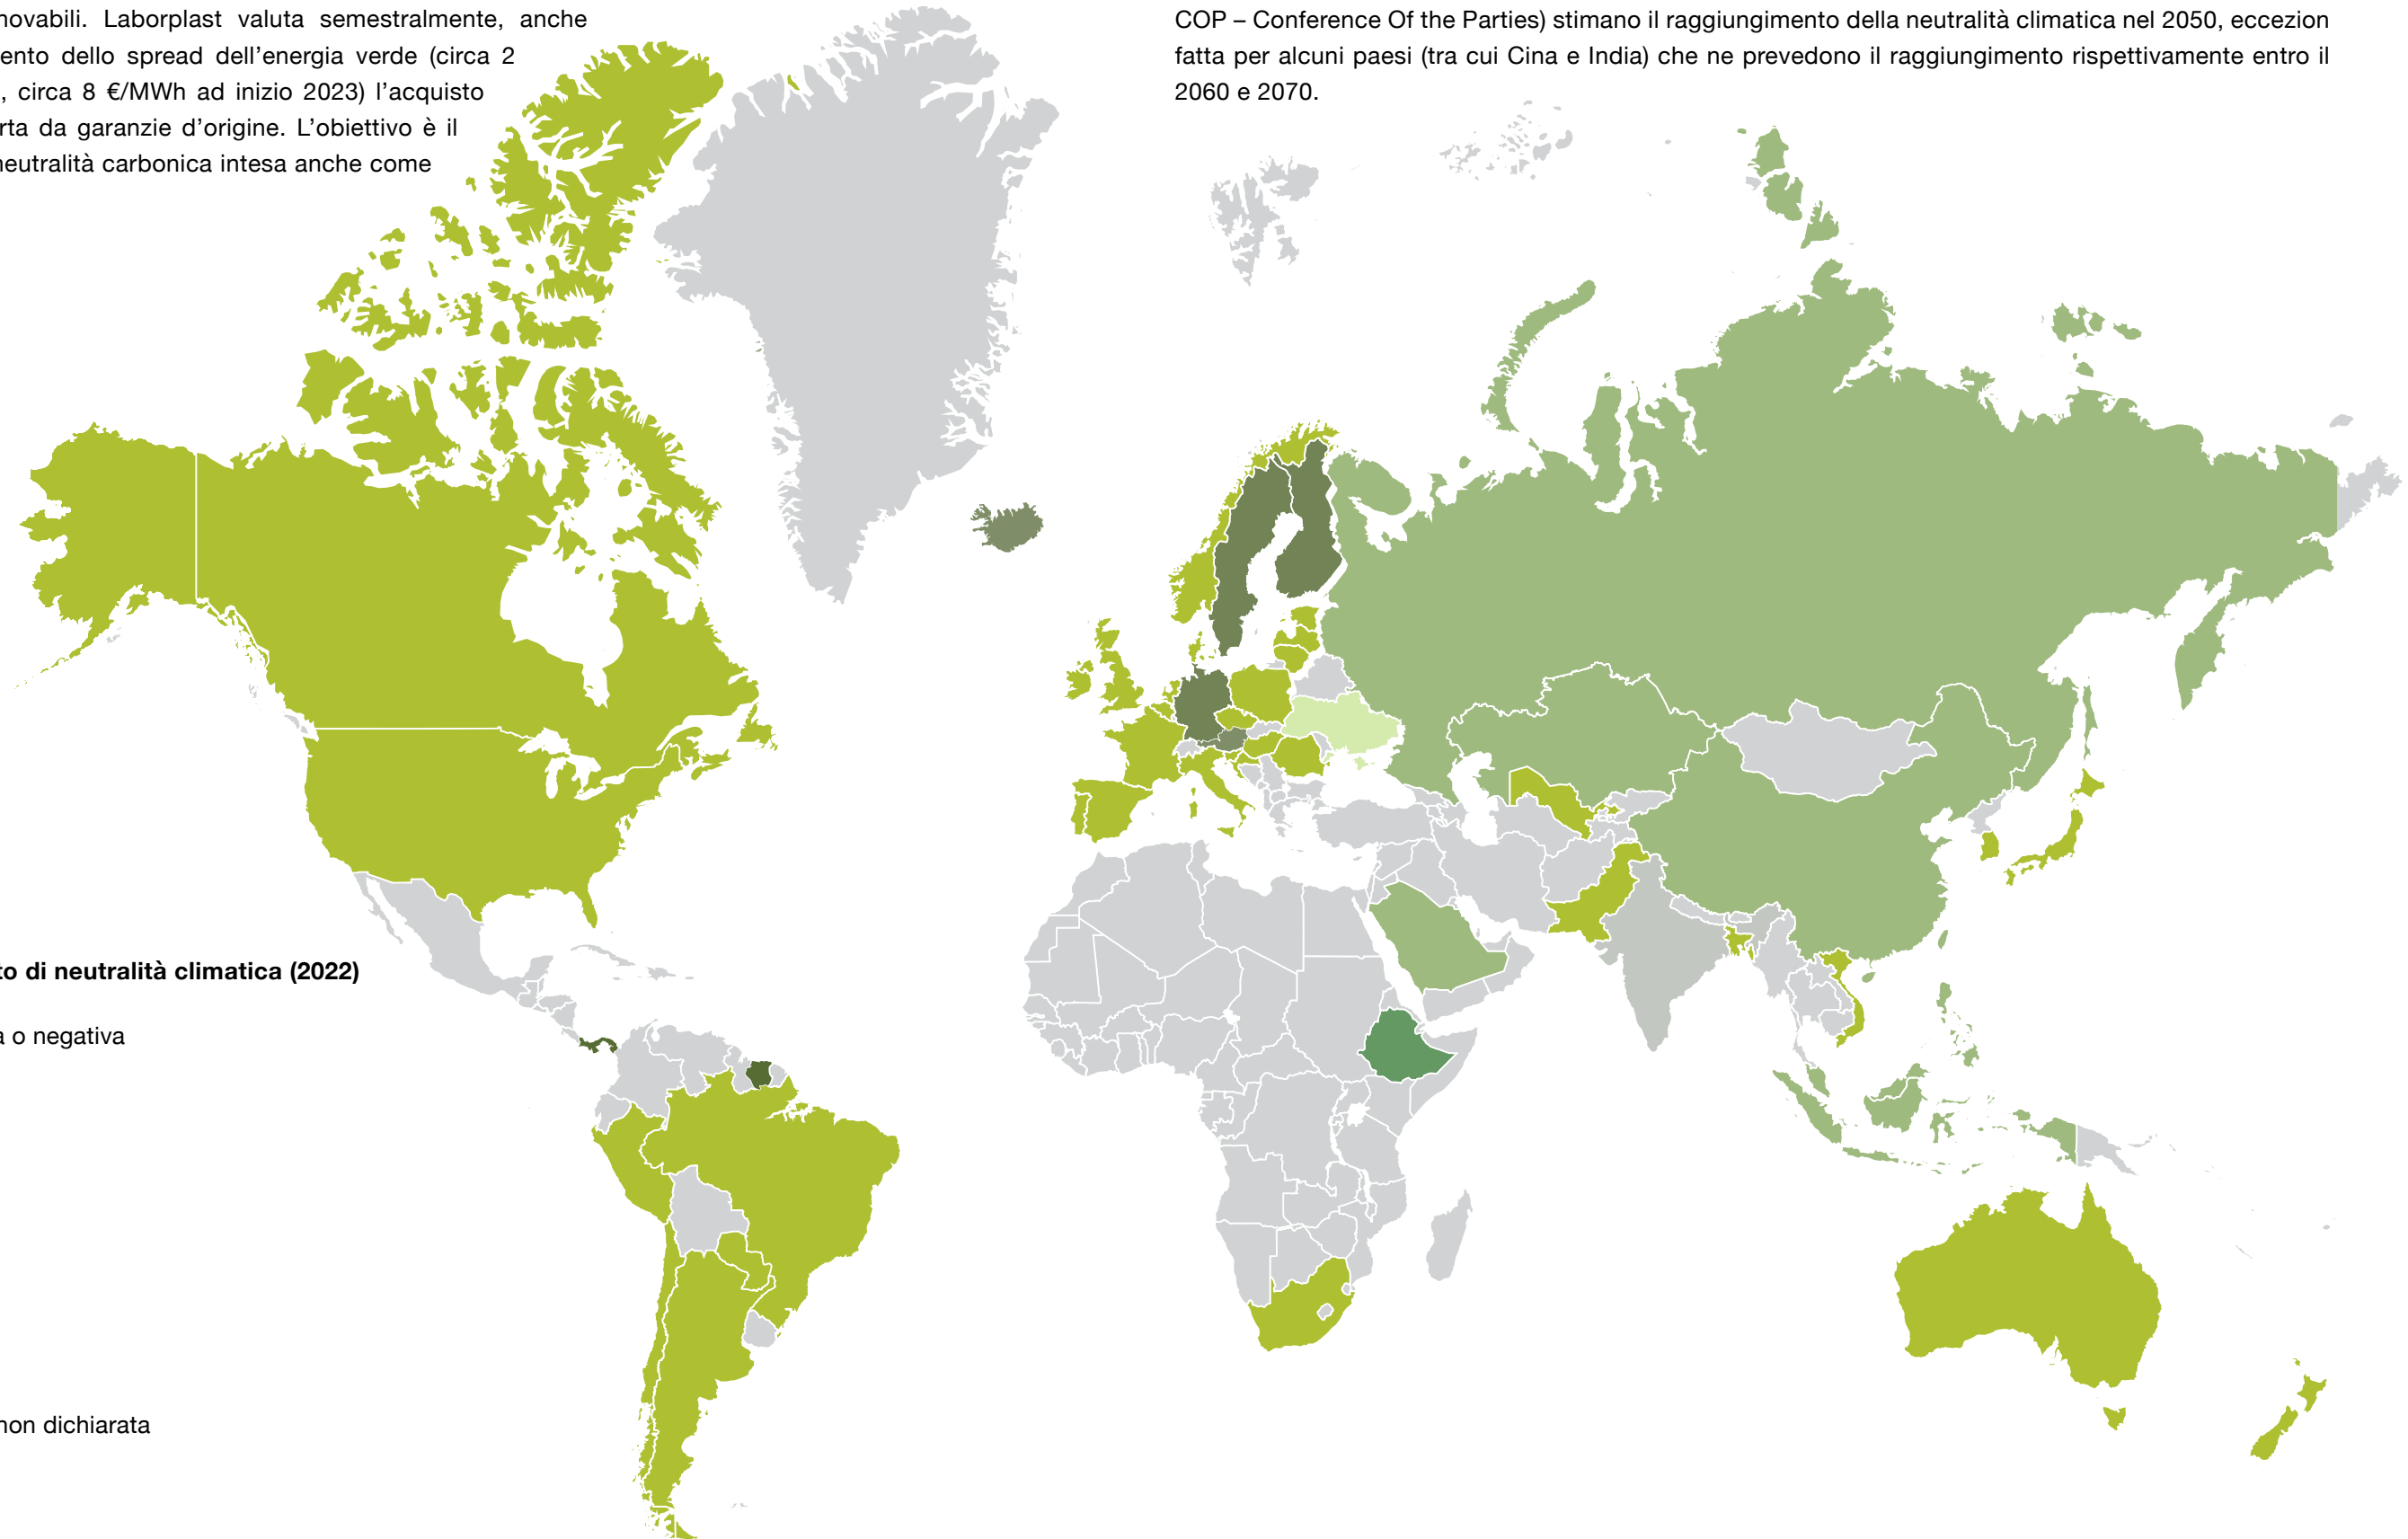 novabili. Laborplast valuta semestralmente, anche
ento dello spread dell’energia verde (circa 2
, circa 8 €/MWh ad inizio 2023) l’acquisto
rta da garanzie d’origine. L’obiettivo è il
neutralità carbonica intesa anche come
COP – Conference Of the Parties) stimano il raggiungimento della neutralità climatica nel 2050, eccezion
fatta per alcuni paesi (tra cui Cina e India) che ne prevedono il raggiungimento rispettivamente entro il
2060 e 2070.
to di neutralità climatica (2022)
a o negativa
non dichiarata